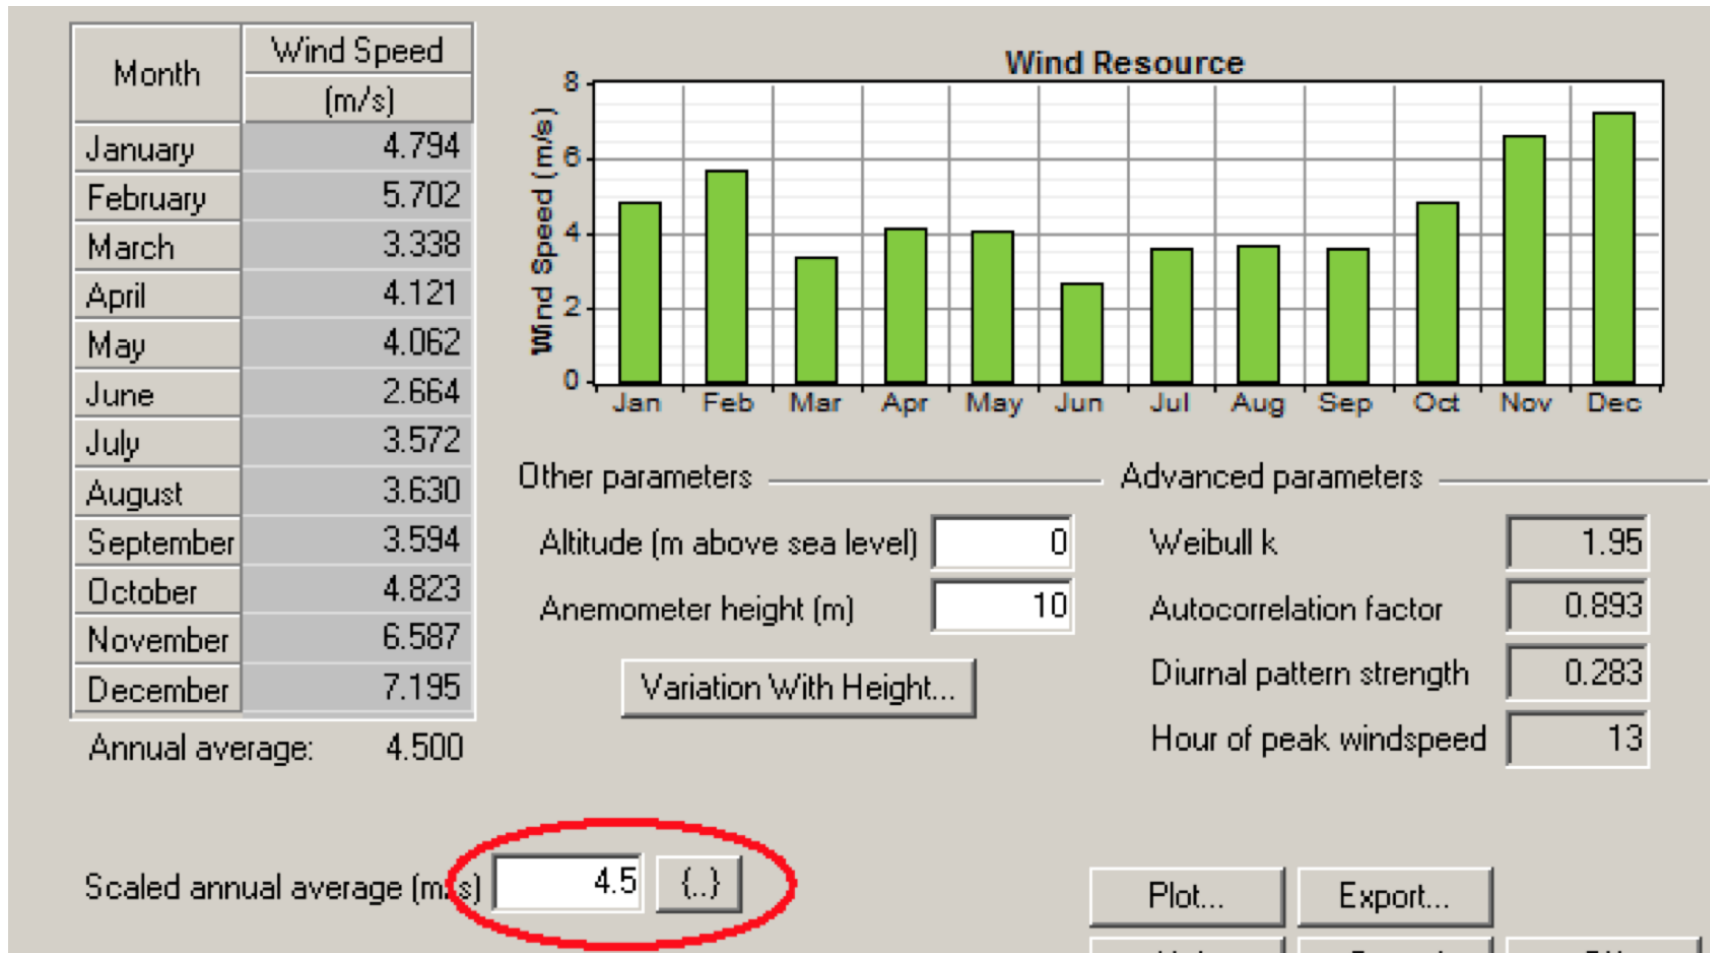 Month Wind Speed
(m/s)
January 4.794
February 5.702
March 3.338
April 4.121
May 4.062
June 2.664
July 3.572
August 3.630
September 3.594
October 4.823
November 6.587
December 7.195
Annual average: 4.500
Wind Resource
Wind Speed (m/s)
8
6
4
2
0
Jan Feb Mar Apr May Jun Jul Aug Sep Oct Nov Dec
Other parameters
Altitude (m above sea level) 0
Anemometer height (m) 10
Variation With Height...
Advanced parameters
Weibull k 1.95
Autocorrelation factor 0.893
Diurnal pattern strength 0.283
Hour of peak windspeed 13
Scaled annual average (m/s) 4.5 {..}
Plot... Export...